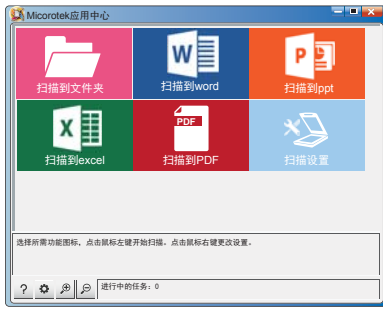 Micorotek应用中心
W
P
扫描到文件夹
扫描到word
扫描到ppt
X
PDF
扫描到excel
扫描到PDF
扫描设置
选择所需功能图标，点击鼠标左键开始扫描。点击鼠标右键更改设置。
?
进行中的任务：0